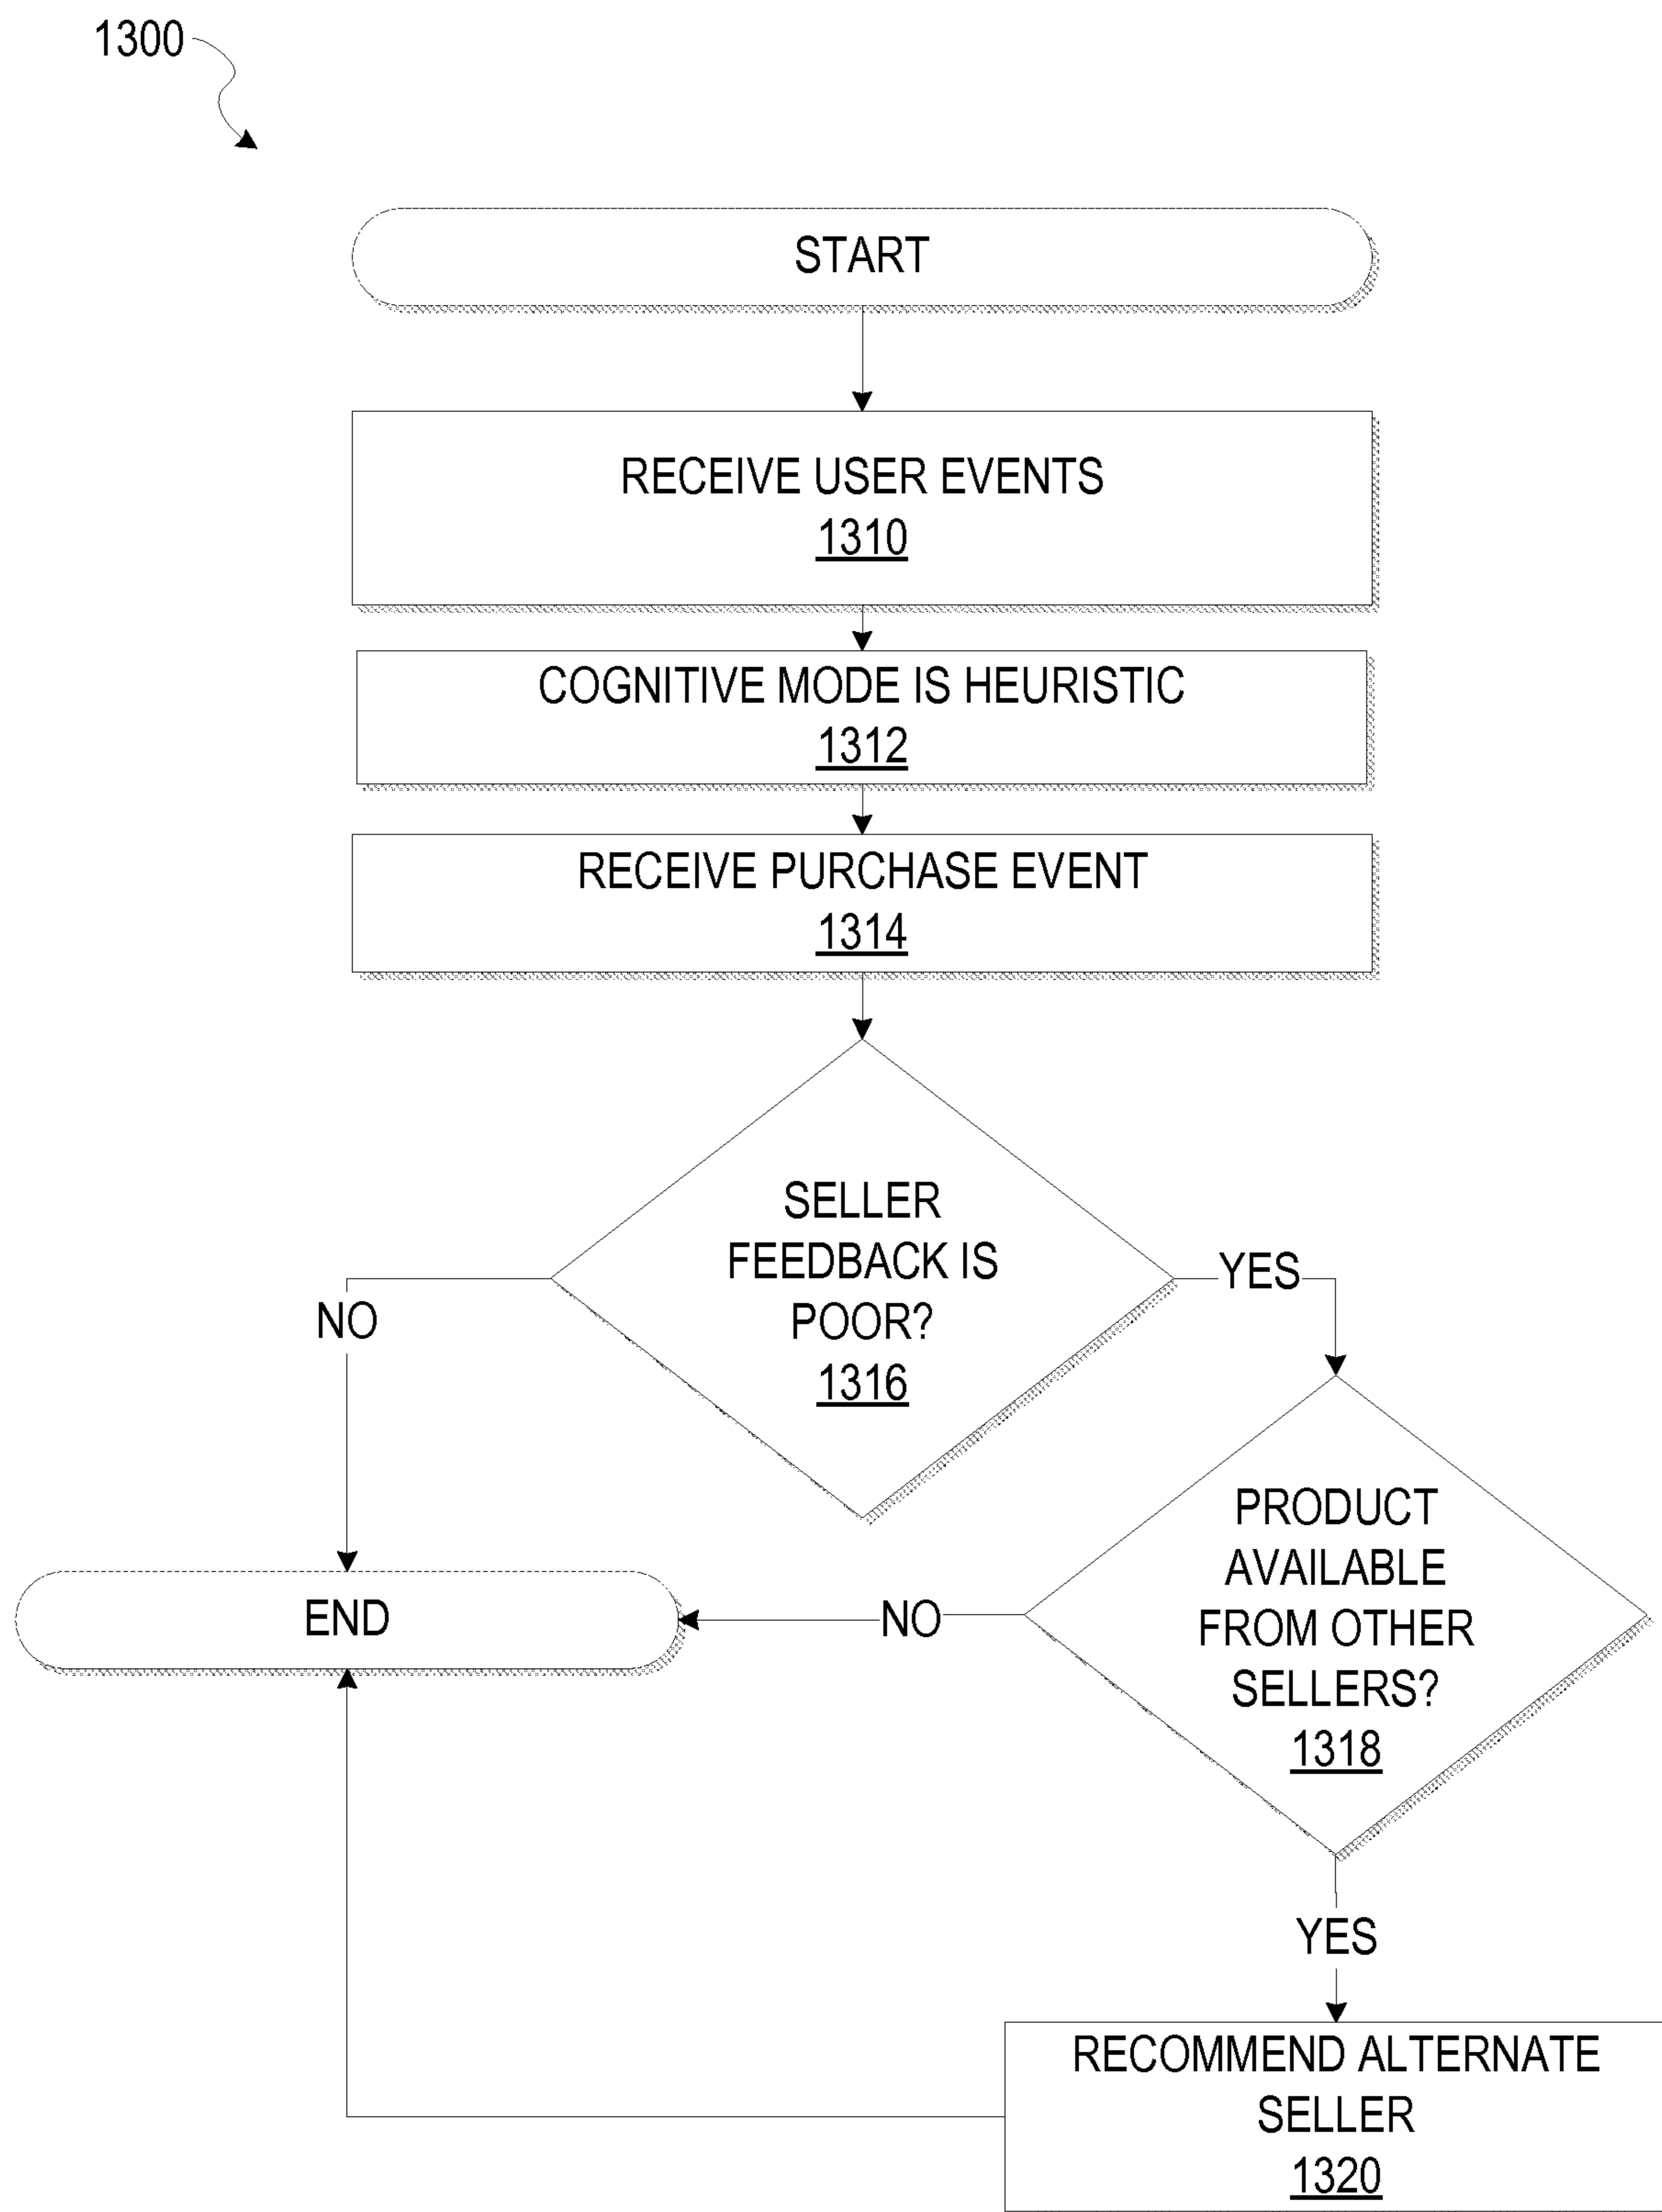 1300
START
RECEIVE USER EVENTS
1310
COGNITIVE MODE IS HEURISTIC
1312
RECEIVE PURCHASE EVENT
1314
SELLER
FEEDBACK IS
POOR?
1316
YES
NO
PRODUCT
AVAILABLE
FROM OTHER
SELLERS?
1318
NO
END
YES
RECOMMEND ALTERNATE
SELLER
1320